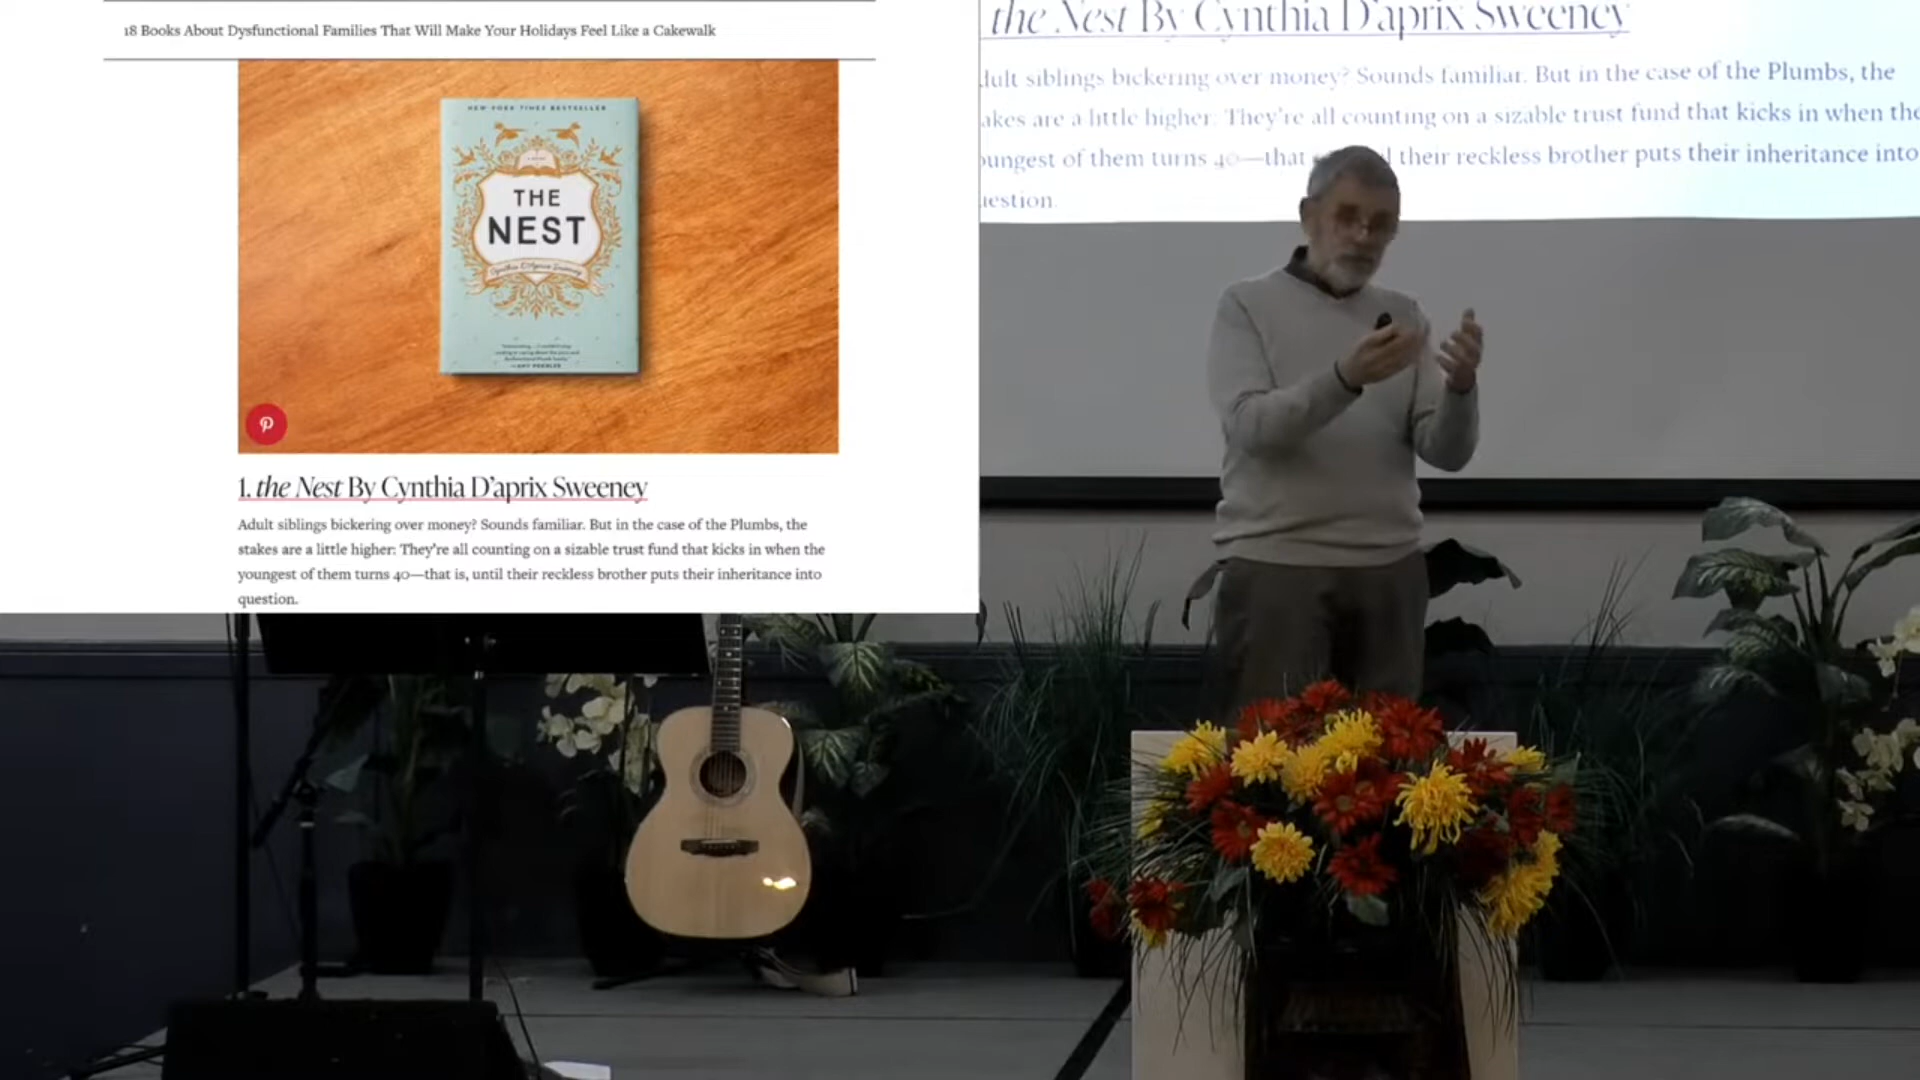 18 Books About Dysfunctional Families That Will Make Your Holidays Feel Like a Cakewalk
NEW YORK TIMES BESTSELLER
THE
NEST
Cynthia D'Aprix Sweeney
1. the Nest By Cynthia D'aprix Sweeney
Adult siblings bickering over money? Sounds familiar. But in the case of the Plumbs, the
stakes are a little higher: They're all counting on a sizable trust fund that kicks in when the
youngest of them turns 40—that is, until their reckless brother puts their inheritance into
question.
the Nest By Cynthia D'aprix Sweeney
dult siblings bickering over money? Sounds familiar. But in the case of the Plumbs, the
akes are a little higher: They're all counting on a sizable trust fund that kicks in when the
oungest of them turns 40—that their reckless brother puts their inheritance into
uestion.